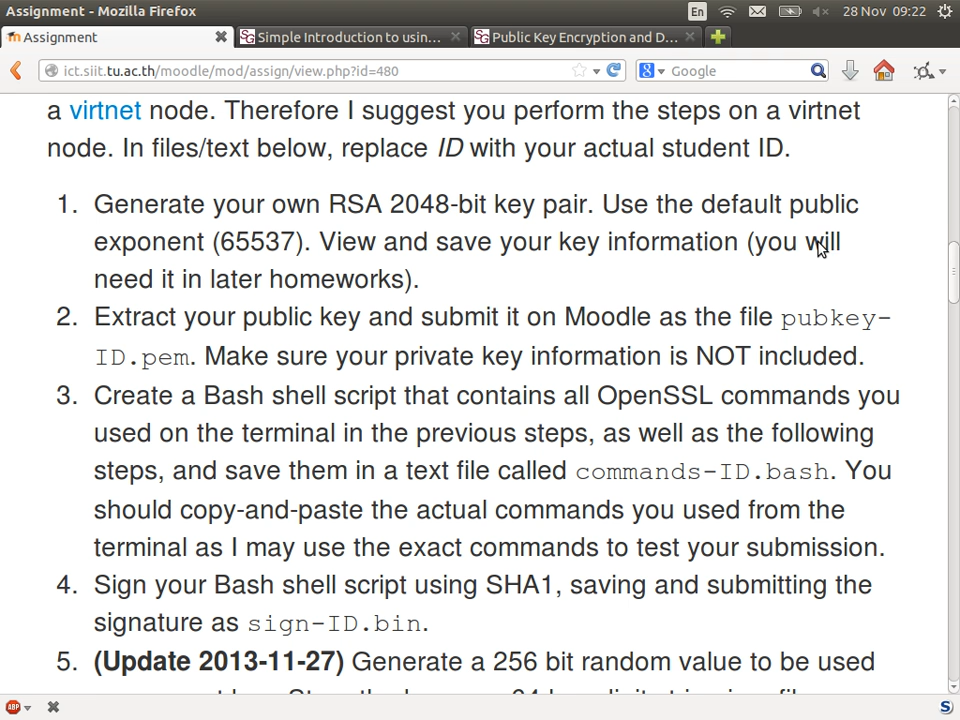 Assignment - Mozilla Firefox
En
28 Nov 09:22
Assignment
Simple Introduction to usin...
Public Key Encryption and D...
ict.siit.tu.ac.th/moodle/mod/assign/view.php?id=480
Google
a virtnet node. Therefore I suggest you perform the steps on a virtnet
node. In files/text below, replace ID with your actual student ID.
1. Generate your own RSA 2048-bit key pair. Use the default public
exponent (65537). View and save your key information (you will
need it in later homeworks).
2. Extract your public key and submit it on Moodle as the file pubkey-
ID.pem. Make sure your private key information is NOT included.
3. Create a Bash shell script that contains all OpenSSL commands you
used on the terminal in the previous steps, as well as the following
steps, and save them in a text file called commands-ID.bash. You
should copy-and-paste the actual commands you used from the
terminal as I may use the exact commands to test your submission.
4. Sign your Bash shell script using SHA1, saving and submitting the
signature as sign-ID.bin.
5. (Update 2013-11-27) Generate a 256 bit random value to be used
ABP